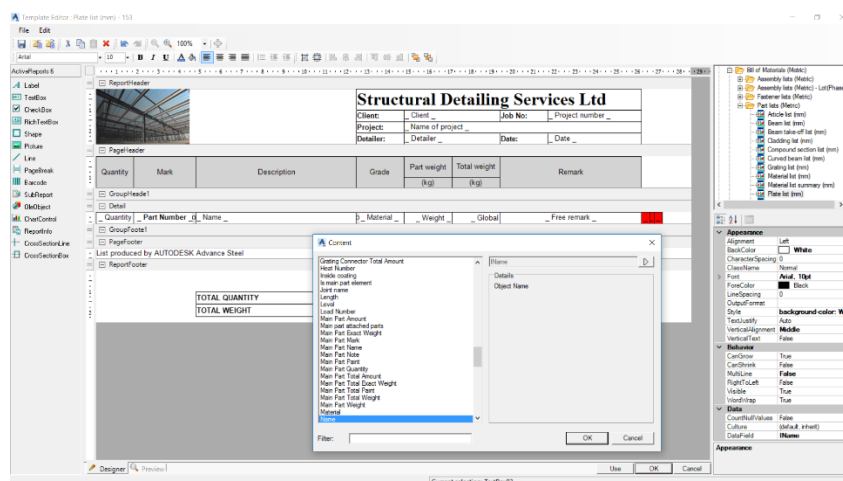 Template Editor : Plate list (mm) - 153
File Edit
100%
Arial 10 B I U
ActiveReports 6
Label
TextBox
CheckBox
RichTextBox
Shape
Picture
Line
PageBreak
Barcode
SubReport
OleObject
ChartControl
ReportInfo
CrossSectionLine
CrossSectionBox
ReportHeader
Structural Detailing Services Ltd
Client: _ Client _ Job No: _ Project number _
Project: _ Name of project _
Detailer: _ Detailer _ Date: _ Date _
PageHeader
Quantity Mark Description Grade Part weight Total weight Remark
(kg) (kg)
GroupHeade1
Detail
_ Quantity _ Part Number _ _ Name _ _ Material _ _ Weight _ _ Global _ Free remark _
GroupFoote1
PageFooter
List produced by AUTODESK Advance Steel
ReportFooter
TOTAL QUANTITY
TOTAL WEIGHT
Content
Grating Connector Total Amount
Heat Number
Inside coating
Is main part element
Joint name
Length
Level
Load Number
Main Part Amount
Main part attached parts
Main Part Exact Weight
Main Part Mark
Main Part Name
Main Part Note
Main Part Paint
Main Part Quantity
Main Part Total Amount
Main Part Total Exact Weight
Main Part Total Paint
Main Part Total Weight
Main Part Weight
Material
Name
Filter:
Details
Object Name
OK Cancel
Bill of Materials (Metric)
Assembly lists (Metric)
Assembly lists (Metric) - Lot(Phase
Fastener lists (Metric)
Part lists (Metric)
Article list (mm)
Beam list (mm)
Beam take-off list (mm)
Cladding list (mm)
Compound section list (mm)
Curved beam list (mm)
Grating list (mm)
Material list (mm)
Material list summary (mm)
Plate list (mm)
Appearance
Alignment Left
BackColor White
CharacterSpacing 0
ClassName Normal
Font Arial, 10pt
ForeColor Black
LineSpacing 0
OutputFormat
Style background-color: W
TextJustify Auto
VerticalAlignment Middle
VerticalText False
Behavior
CanGrow True
CanShrink False
MultiLine False
RightToLeft False
Visible True
WordWrap True
Data
CountNullValues False
Culture (default, inherit)
DataField IName
Appearance
Designer Preview
Use OK Cancel